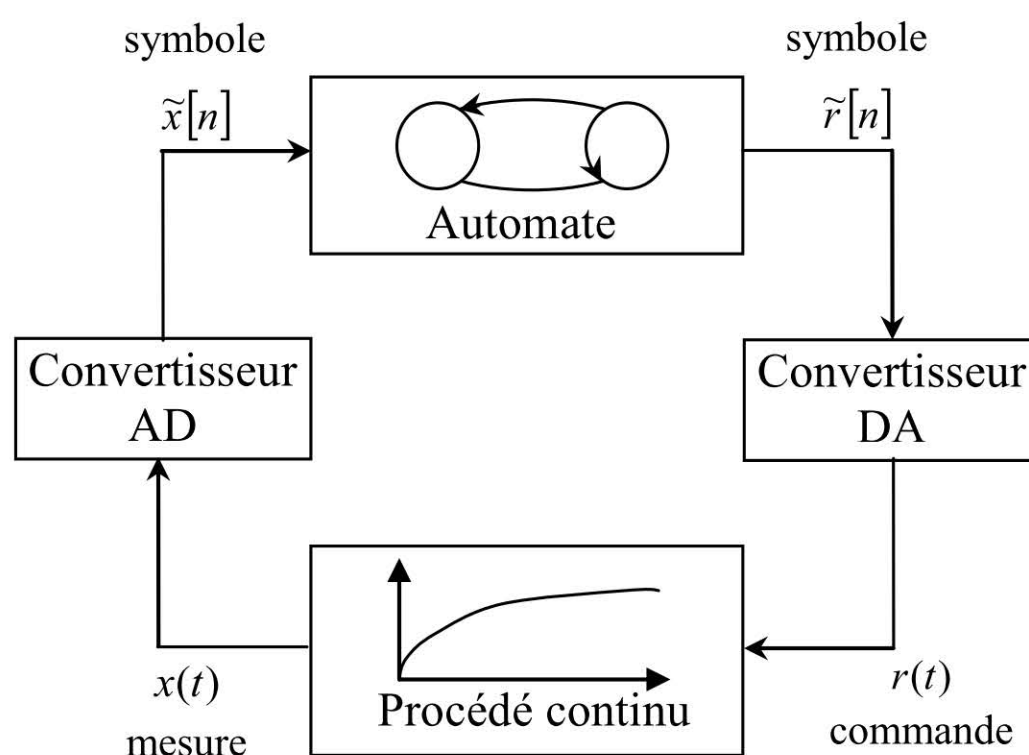 symbole
symbole
x̃[n]
r̃[n]
Automate
Convertisseur
AD
Convertisseur
DA
Procédé continu
x(t)
mesure
r(t)
commande